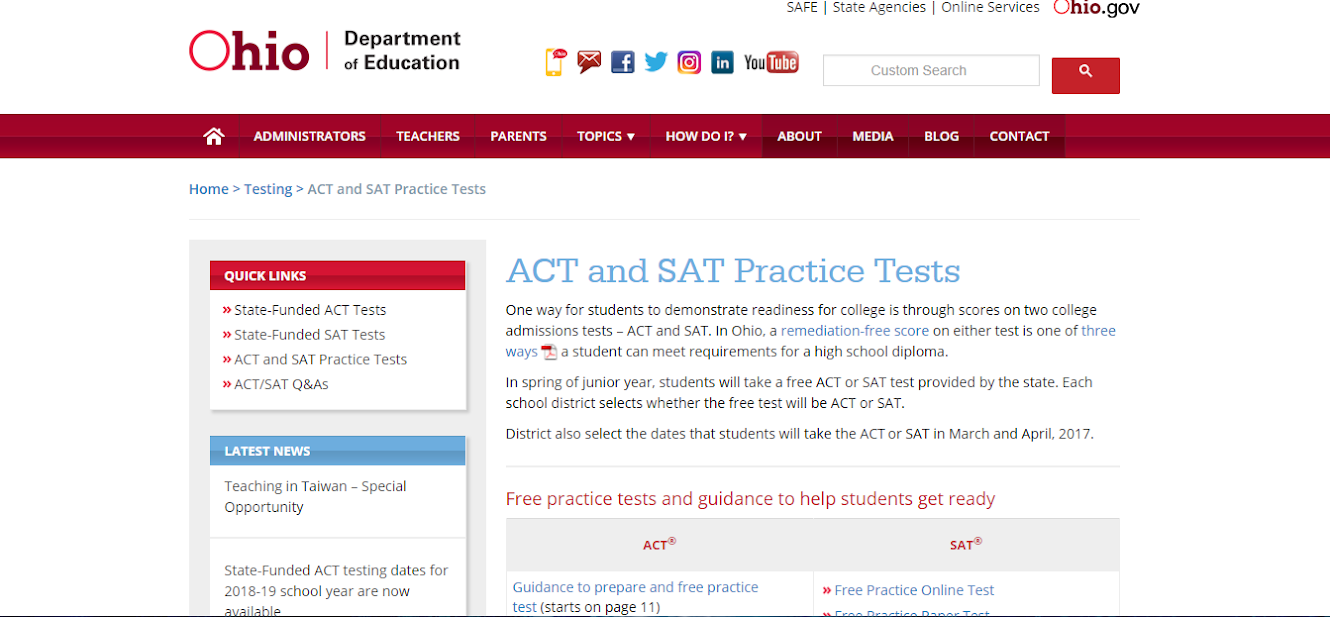 SAFE | State Agencies | Online Services Ohio.gov
Ohio
Department
of Education
Ohio
f
in
YouTube
Custom Search
ADMINISTRATORS TEACHERS PARENTS TOPICS ▼ HOW DO I? ▼ ABOUT MEDIA BLOG CONTACT
Home > Testing > ACT and SAT Practice Tests
QUICK LINKS
» State-Funded ACT Tests
» State-Funded SAT Tests
» ACT and SAT Practice Tests
» ACT/SAT Q&As
LATEST NEWS
Teaching in Taiwan – Special
Opportunity
State-Funded ACT testing dates for
2018-19 school year are now
available
ACT and SAT Practice Tests
One way for students to demonstrate readiness for college is through scores on two college
admissions tests – ACT and SAT. In Ohio, a remediation-free score on either test is one of three
ways a student can meet requirements for a high school diploma.
In spring of junior year, students will take a free ACT or SAT test provided by the state. Each
school district selects whether the free test will be ACT or SAT.
District also select the dates that students will take the ACT or SAT in March and April, 2017.
Free practice tests and guidance to help students get ready
ACT®
SAT®
Guidance to prepare and free practice
test (starts on page 11)
» Free Practice Online Test
» Free Practice Paper Test